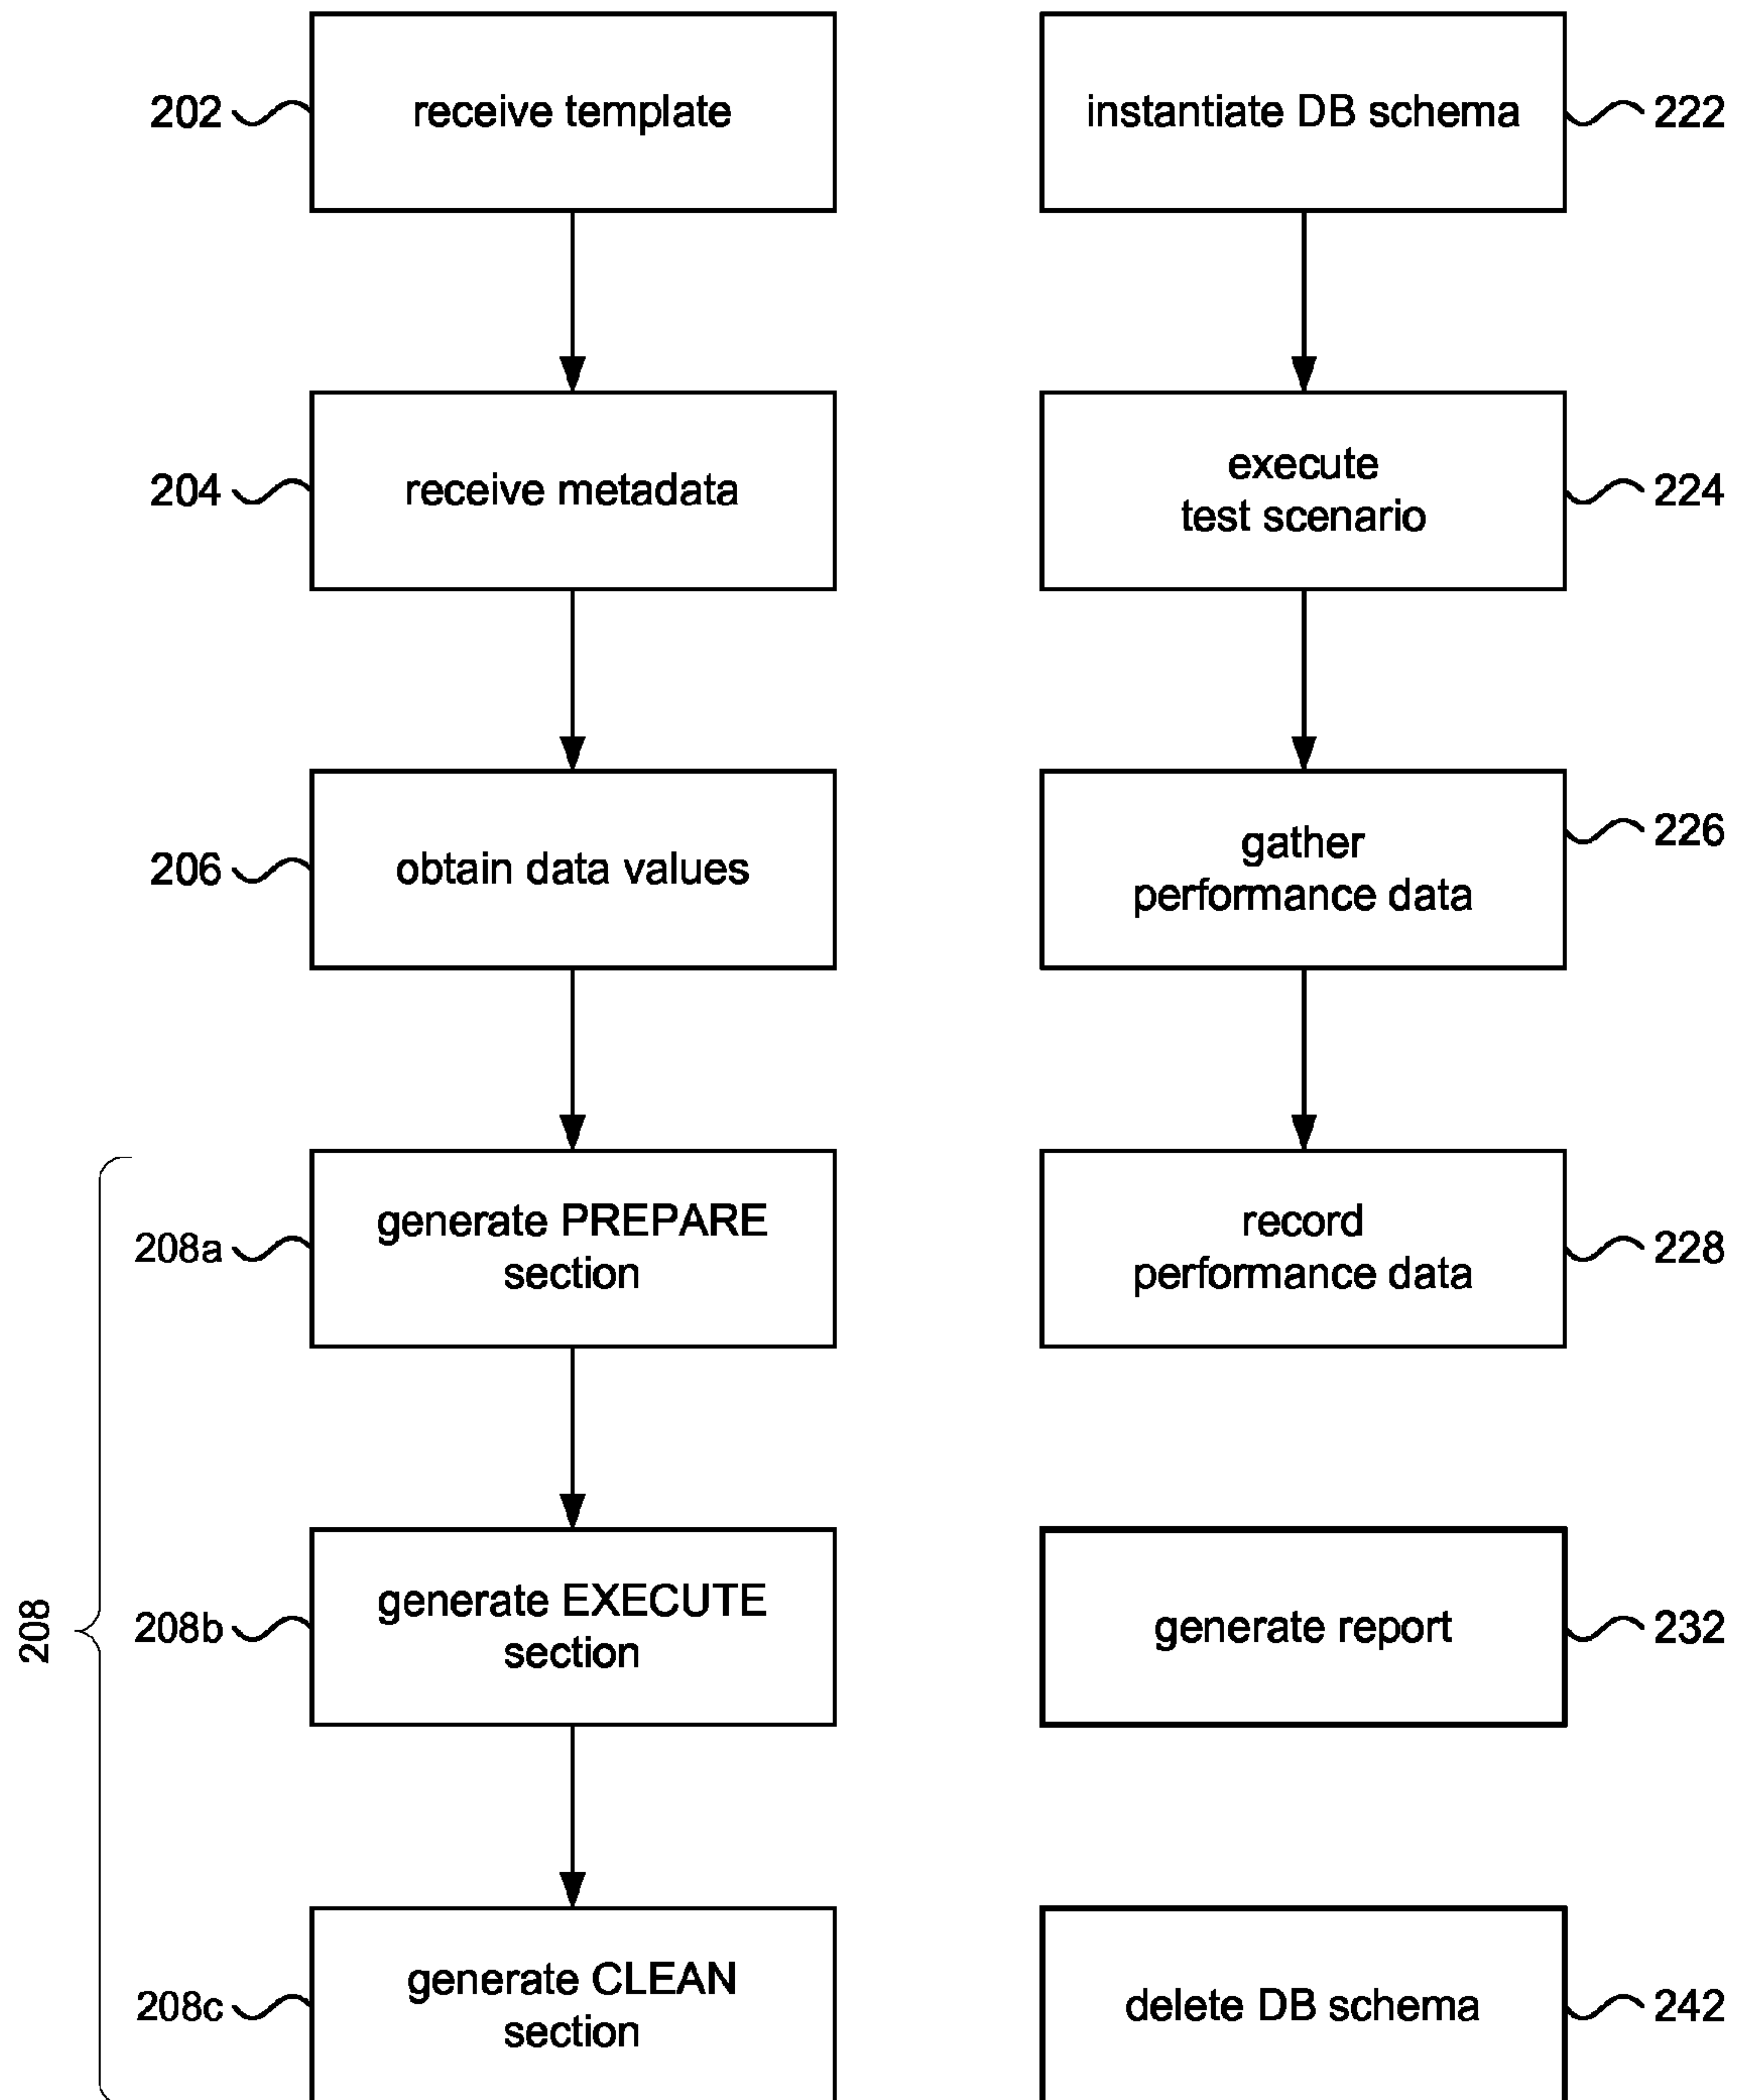 202
receive template
204
receive metadata
206
obtain data values
208
208a
generate PREPARE
section
208b
generate EXECUTE
section
208c
generate CLEAN
section
instantiate DB schema
222
execute
test scenario
224
gather
performance data
226
record
performance data
228
generate report
232
delete DB schema
242